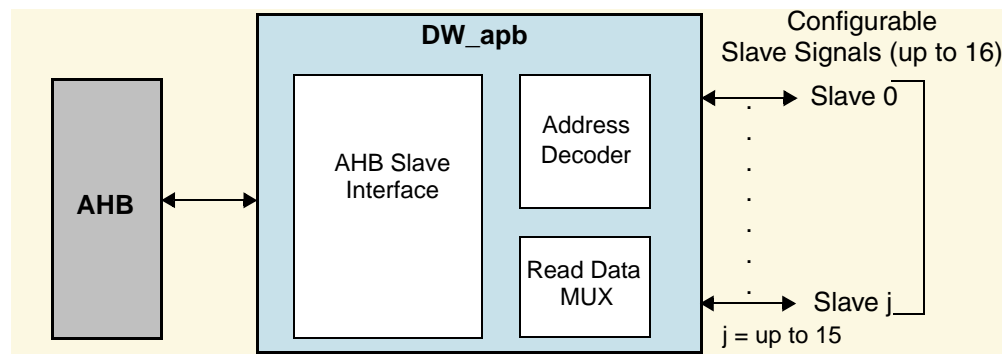 DW_apb
Configurable
Slave Signals (up to 16)
AHB
AHB Slave
Interface
Address
Decoder
Read Data
MUX
Slave 0
Slave j
j = up to 15